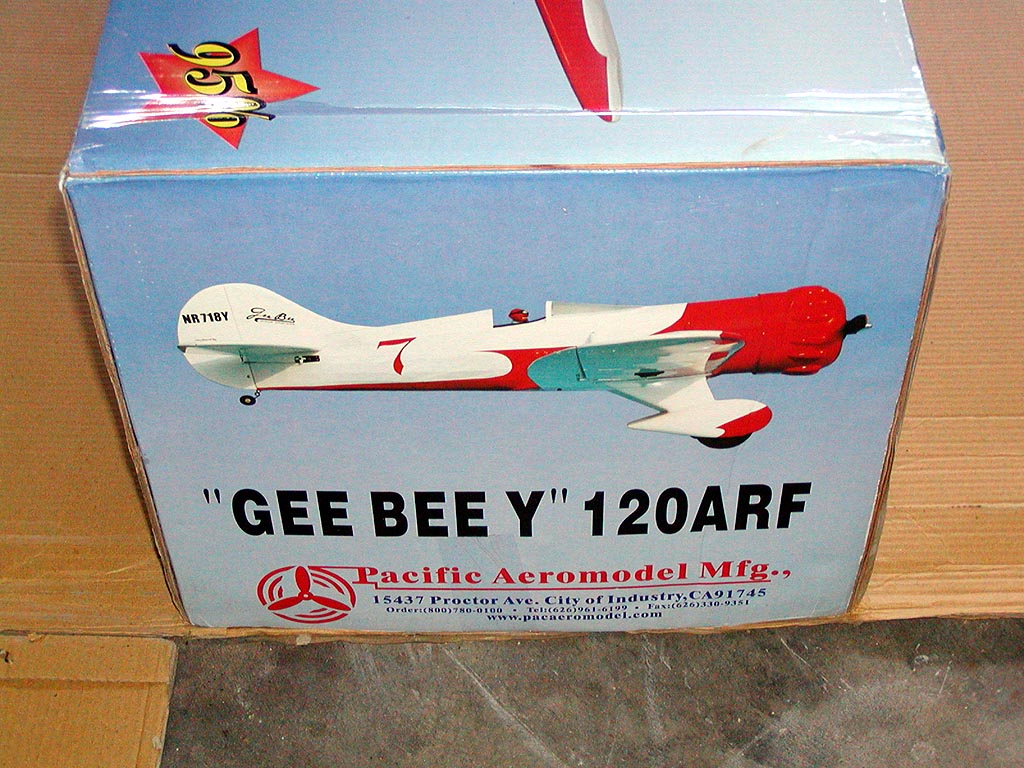 95%
NR718Y
Gee Bee
7
"GEE BEE Y" 120ARF
Pacific Aeromodel Mfg.,
15437 Proctor Ave. City of Industry,CA91745
Order:(800)780-0100 • Tel:(626)961-6199 • Fax:(626)330-9351
www.pacaeromodel.com